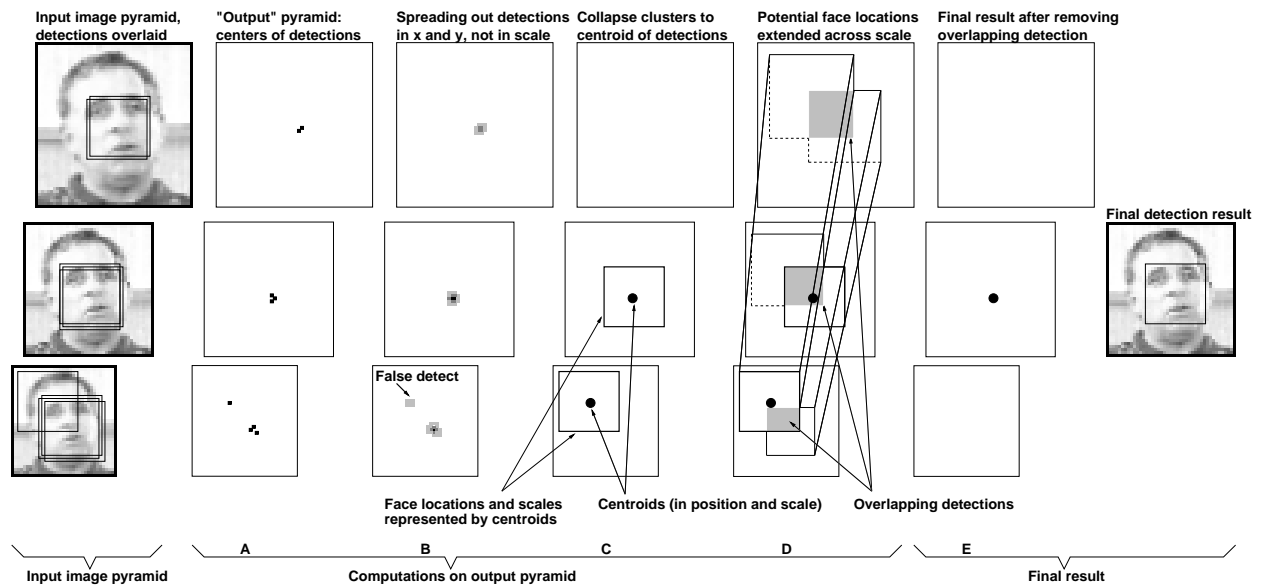 Input image pyramid,
detections overlaid
"Output" pyramid:
centers of detections
Spreading out detections
in x and y, not in scale
Collapse clusters to
centroid of detections
Potential face locations
extended across scale
Final result after removing
overlapping detection
Final detection result
False detect
Face locations and scales
represented by centroids
Centroids (in position and scale)
Overlapping detections
A
B
C
D
E
Input image pyramid
Computations on output pyramid
Final result